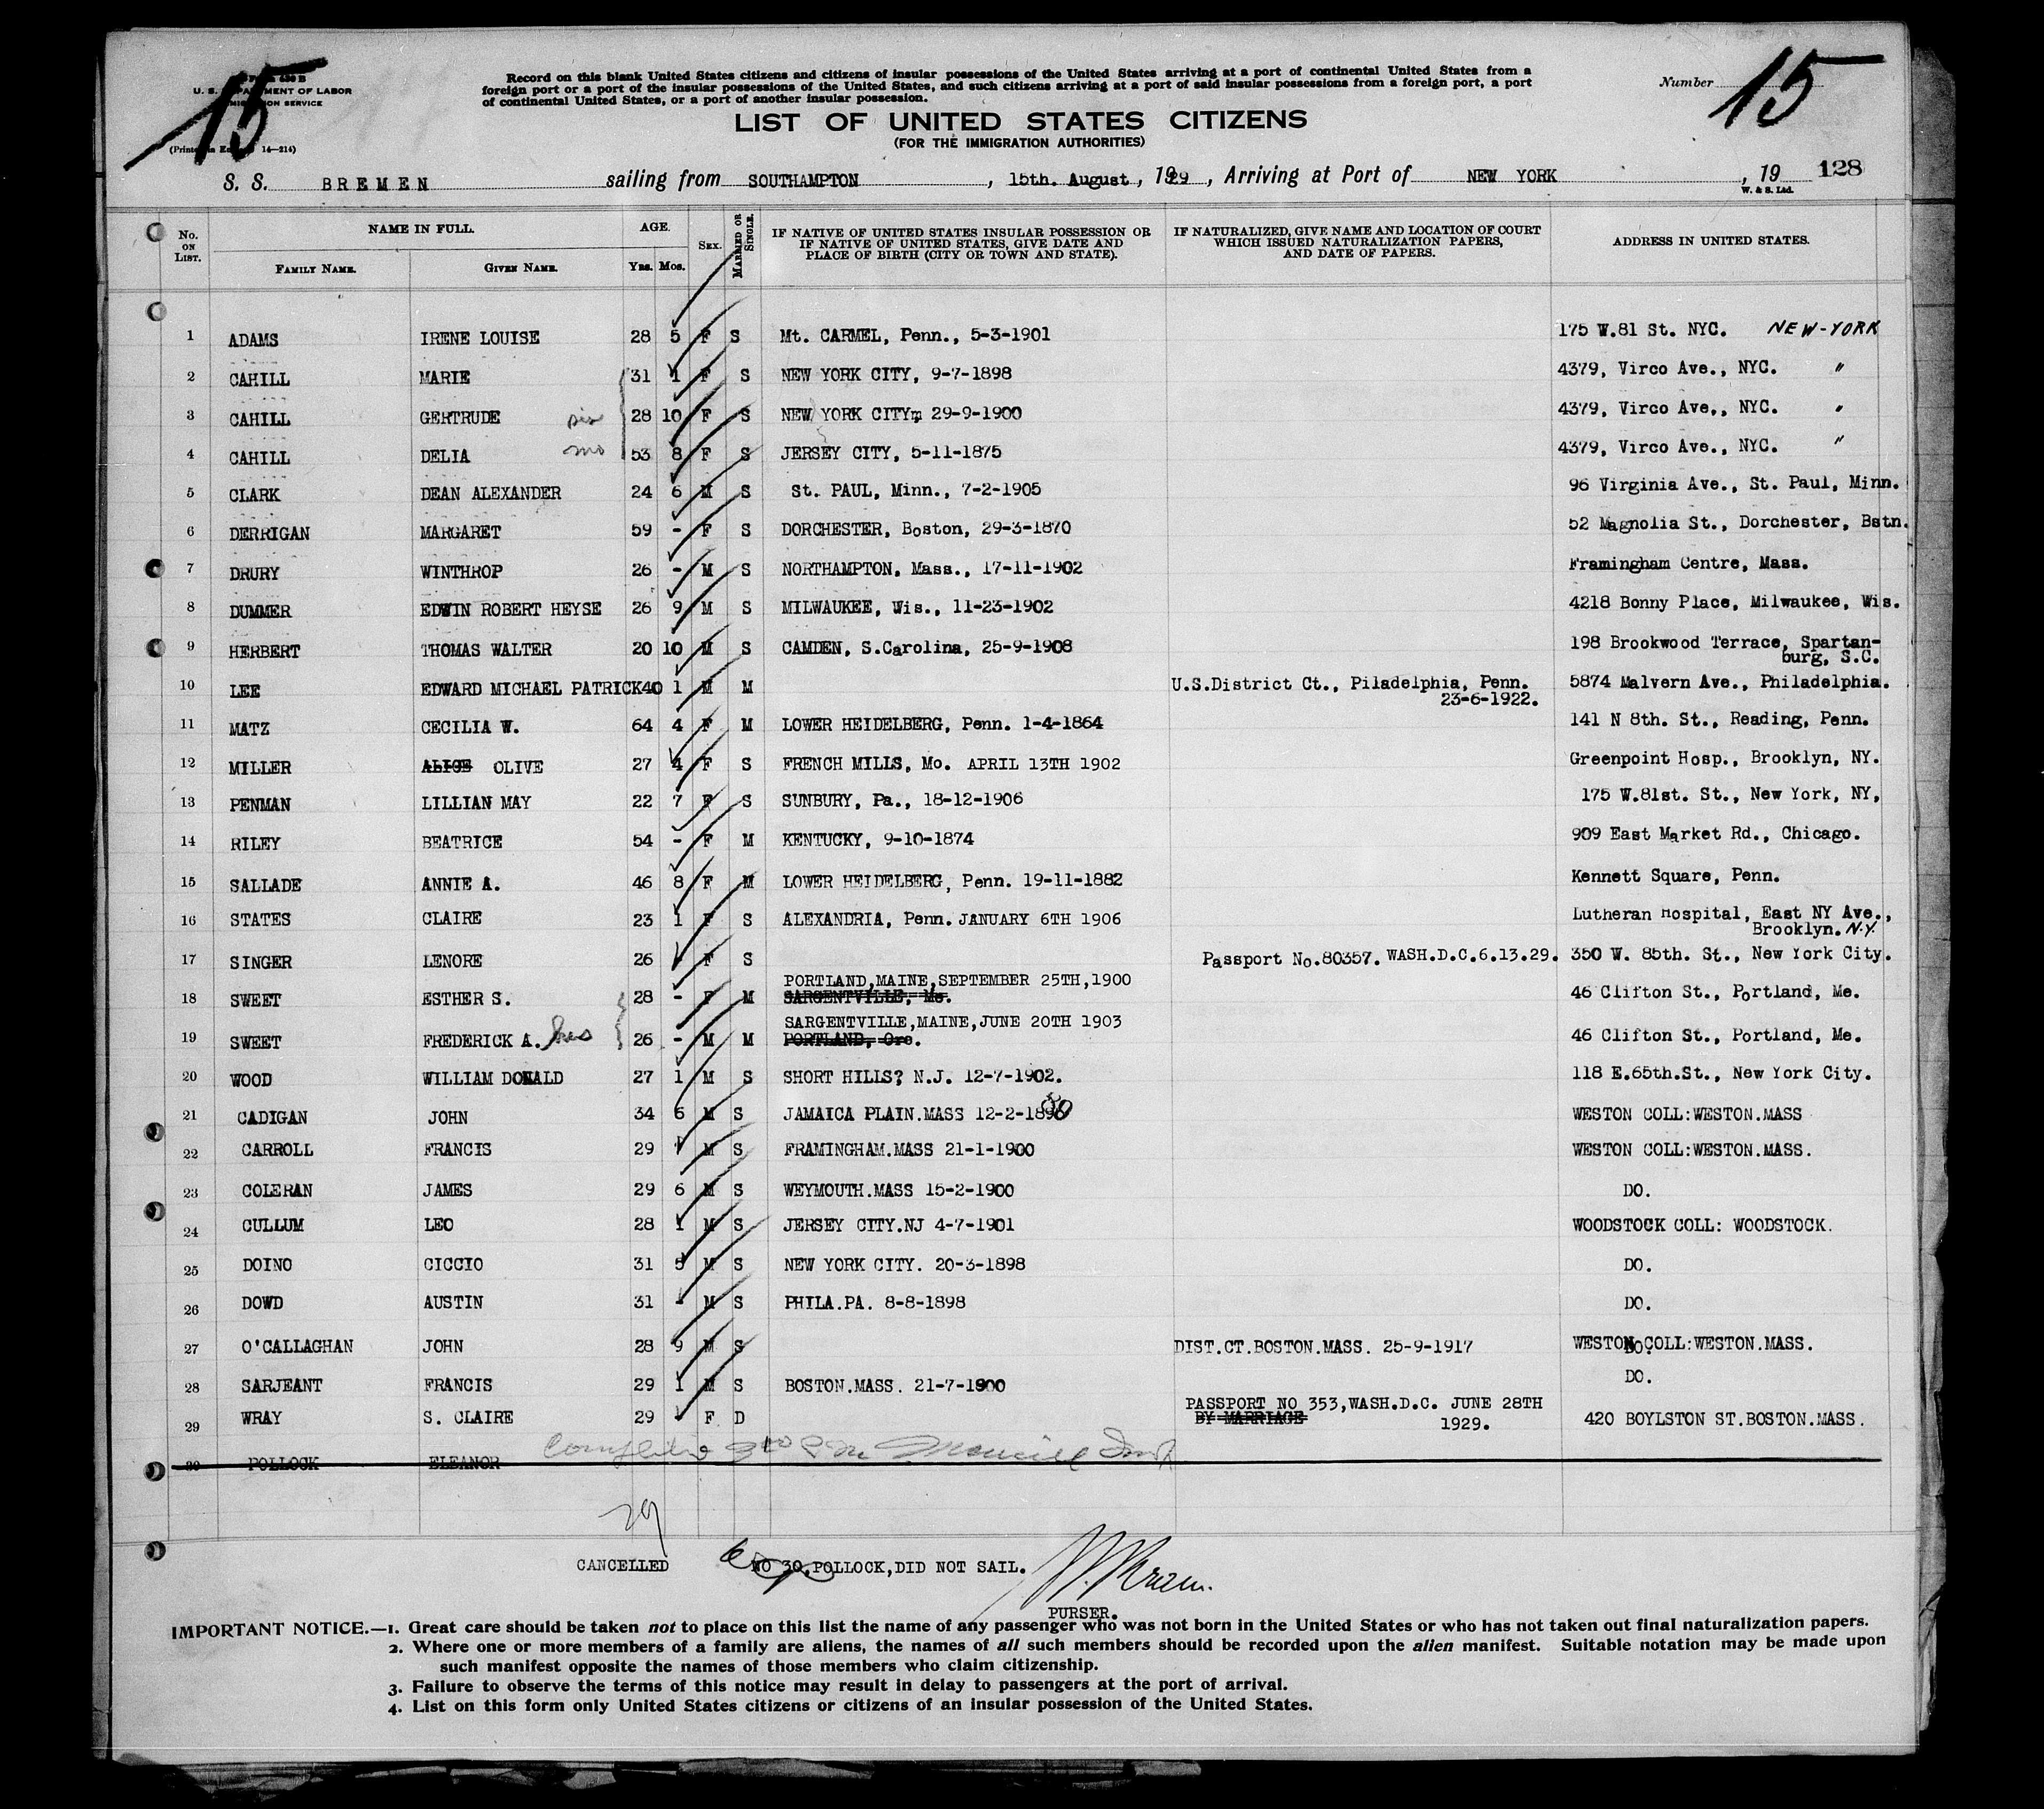 15
U. S. DEPARTMENT OF LABOR
IMMIGRATION SERVICE
14—214)
Record on this blank United States citizens and citizens of insular possessions of the United States arriving at a port of continental United States from a
foreign port or a port of the insular possessions of the United States, and such citizens arriving at a port of said insular possessions from a foreign port, a port
of continental United States, or a port of another insular possession.
Number 15
LIST OF UNITED STATES CITIZENS
(FOR THE IMMIGRATION AUTHORITIES)
S. S. BREMEN sailing from SOUTHAMPTON, 15th. August, 1929, Arriving at Port of NEW YORK, 19 128
W. & S. Ltd.
No. ON LIST. NAME IN FULL. AGE. SEX. MARRIED OR SINGLE. IF NATIVE OF UNITED STATES INSULAR POSSESSION OR IF NATIVE OF UNITED STATES, GIVE DATE AND PLACE OF BIRTH (CITY OR TOWN AND STATE). IF NATURALIZED, GIVE NAME AND LOCATION OF COURT WHICH ISSUED NATURALIZATION PAPERS, AND DATE OF PAPERS. ADDRESS IN UNITED STATES.
FAMILY NAME. GIVEN NAME. YRS. MOS.
1 ADAMS IRENE LOUISE 28 5 F S Mt. CARMEL, Penn., 5-3-1901 175 W.81 St. NYC. NEW-YORK
2 CAHILL MARIE 31 1 F S NEW YORK CITY, 9-7-1898 4379, Virco Ave., NYC. "
3 CAHILL GERTRUDE sis 28 10 F S NEW YORK CITY, 29-9-1900 4379, Virco Ave., NYC. "
4 CAHILL DELIA mo 53 8 F S JERSEY CITY, 5-11-1875 4379, Virco Ave., NYC. "
5 CLARK DEAN ALEXANDER 24 6 M S St. PAUL, Minn., 7-2-1905 96 Virginia Ave., St. Paul, Minn.
6 DERRIGAN MARGARET 59 - F S DORCHESTER, Boston, 29-3-1870 52 Magnolia St., Dorchester, Bstn.
7 DRURY WINTHROP 26 - M S NORTHAMPTON, Mass., 17-11-1902 Framingham Centre, Mass.
8 DUMMER EDWIN ROBERT HEYSE 26 9 M S MILWAUKEE, Wis., 11-23-1902 4218 Bonny Place, Milwaukee, Wis.
9 HERBERT THOMAS WALTER 20 10 M S CAMDEN, S.Carolina, 25-9-1908 198 Brookwood Terrace, Spartan-
burg, S.C.
10 LEE EDWARD MICHAEL PATRICK 40 1 M M U.S.District Ct., Piladelphia, Penn. 5874 Malvern Ave., Philadelphia.
23-6-1922.
11 MATZ CECILIA W. 64 4 F M LOWER HEIDELBERG, Penn. 1-4-1864 141 N 8th. St., Reading, Penn.
12 MILLER ALICE OLIVE 27 4 F S FRENCH MILLS, Mo. APRIL 13TH 1902 Greenpoint Hosp., Brooklyn, NY.
13 PENMAN LILLIAN MAY 22 7 F S SUNBURY, Pa., 18-12-1906 175 W.81st. St., New York, NY,
14 RILEY BEATRICE 54 - F M KENTUCKY, 9-10-1874 909 East Market Rd., Chicago.
15 SALLADE ANNIE A. 46 8 F M LOWER HEIDELBERG, Penn. 19-11-1882 Kennett Square, Penn.
16 STATES CLAIRE 23 1 F S ALEXANDRIA, Penn. JANUARY 6TH 1906 Lutheran Hospital, East NY Ave.,
Brooklyn. N.Y.
17 SINGER LENORE 26 F S Passport No.80357. WASH.D.C.6.13.29. 350 W. 85th. St., New York City.
PORTLAND,MAINE,SEPTEMBER 25TH,1900
18 SWEET ESTHER S. 28 - F M SARGENTVILLE, Me. 46 Clifton St., Portland, Me.
SARGENTVILLE,MAINE,JUNE 20TH 1903
19 SWEET FREDERICK A. hus 26 - M M PORTLAND, Ore. 46 Clifton St., Portland, Me.
20 WOOD WILLIAM DONALD 27 1 M S SHORT HILLS? N.J. 12-7-1902. 118 E.65th.St., New York City.
21 CADIGAN JOHN 34 6 M S JAMAICA PLAIN.MASS 12-2-1896 WESTON COLL:WESTON.MASS
22 CARROLL FRANCIS 29 M S FRAMINGHAM.MASS 21-1-1900 WESTON COLL:WESTON.MASS.
23 COLERAN JAMES 29 6 M S WEYMOUTH.MASS 15-2-1900 DO.
24 CULLUM LEO 28 1 M S JERSEY CITY.NJ 4-7-1901 WOODSTOCK COLL: WOODSTOCK.
25 DOINO CICCIO 31 5 M S NEW YORK CITY. 20-3-1898 DO.
26 DOWD AUSTIN 31 - M S PHILA.PA. 8-8-1898 DO.
27 O'CALLAGHAN JOHN 28 9 M S DIST.CT.BOSTON.MASS. 25-9-1917 WESTON COLL:WESTON.MASS.
28 SARJEANT FRANCIS 29 1 M S BOSTON.MASS. 21-7-1900 DO.
PASSPORT NO 353,WASH.D.C. JUNE 28TH
29 WRAY S. CLAIRE 29 F D BY MARRIAGE 1929. 420 BOYLSTON ST.BOSTON.MASS.
30 POLLOCK ELEANOR
29
CANCELLED NO 30,POLLOCK,DID NOT SAIL.
PURSER.
IMPORTANT NOTICE.—1. Great care should be taken not to place on this list the name of any passenger who was not born in the United States or who has not taken out final naturalization papers.
2. Where one or more members of a family are aliens, the names of all such members should be recorded upon the alien manifest. Suitable notation may be made upon
such manifest opposite the names of those members who claim citizenship.
3. Failure to observe the terms of this notice may result in delay to passengers at the port of arrival.
4. List on this form only United States citizens or citizens of an insular possession of the United States.